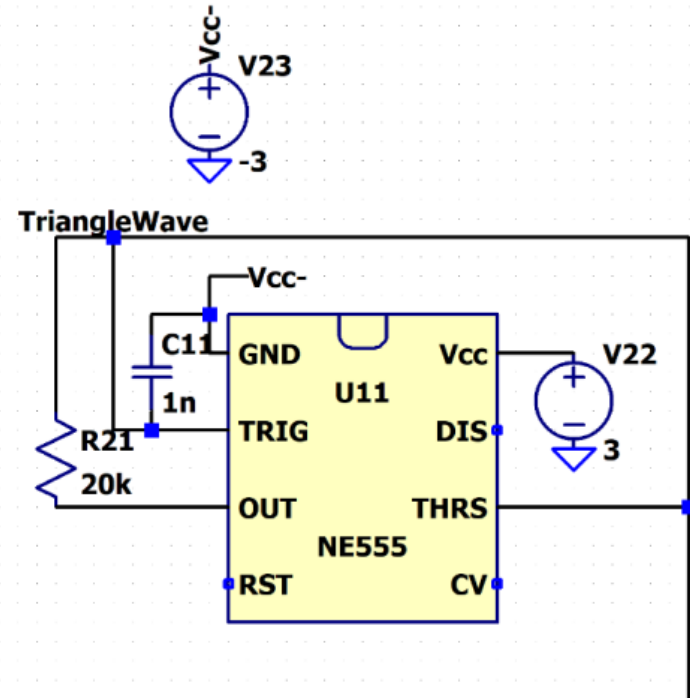 Vcc-
V23
-3
TriangleWave
Vcc-
C11
1n
GND
Vcc
V22
U11
TRIG
DIS
R21
20k
3
OUT
THRS
NE555
RST
CV